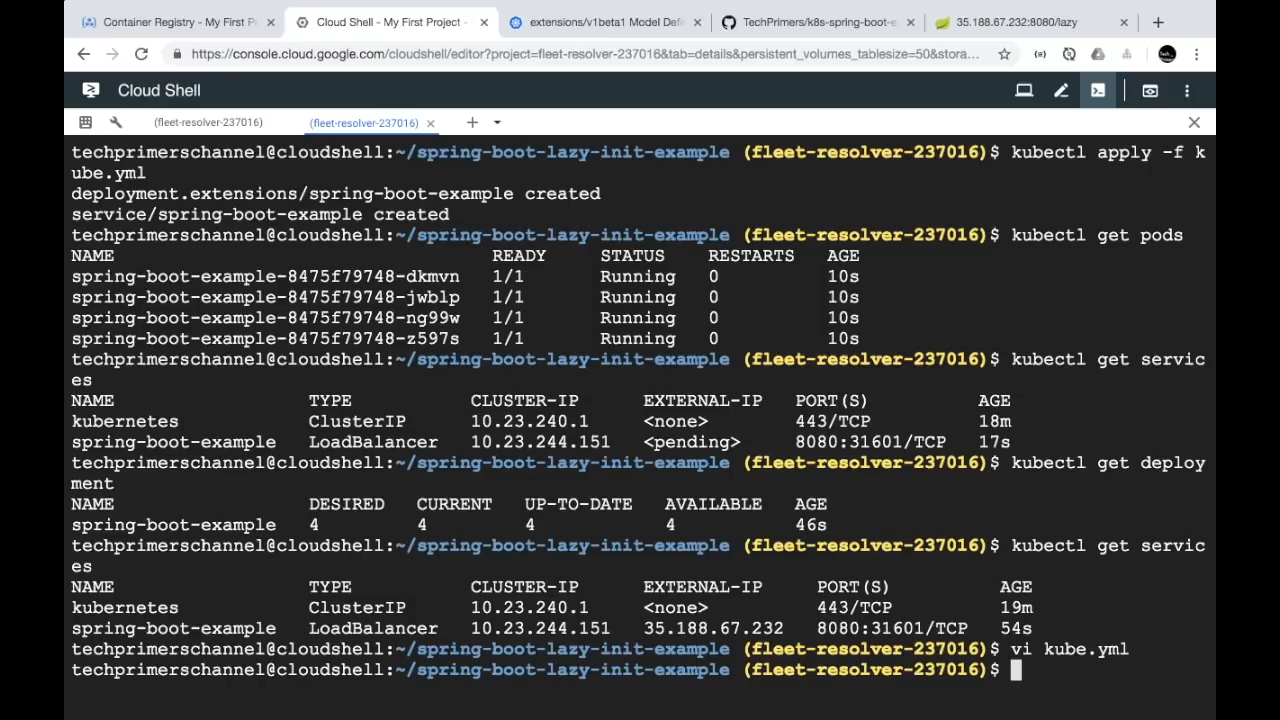 Container Registry - My First P
Cloud Shell - My First Project -
extensions/v1beta1 Model Defi
TechPrimers/k8s-spring-boot-e
35.188.67.232:8080/lazy
https://console.cloud.google.com/cloudshell/editor?project=fleet-resolver-237016&tab=details&persistent_volumes_tablesize=50&stora...
Cloud Shell
(fleet-resolver-237016)
(fleet-resolver-237016)
techprimerschannel@cloudshell:~/spring-boot-lazy-init-example (fleet-resolver-237016)$ kubectl apply -f k
ube.yml
deployment.extensions/spring-boot-example created
service/spring-boot-example created
techprimerschannel@cloudshell:~/spring-boot-lazy-init-example (fleet-resolver-237016)$ kubectl get pods
NAME READY STATUS RESTARTS AGE
spring-boot-example-8475f79748-dkmvn 1/1 Running 0 10s
spring-boot-example-8475f79748-jwblp 1/1 Running 0 10s
spring-boot-example-8475f79748-ng99w 1/1 Running 0 10s
spring-boot-example-8475f79748-z597s 1/1 Running 0 10s
techprimerschannel@cloudshell:~/spring-boot-lazy-init-example (fleet-resolver-237016)$ kubectl get servic
es
NAME TYPE CLUSTER-IP EXTERNAL-IP PORT(S) AGE
kubernetes ClusterIP 10.23.240.1 <none> 443/TCP 18m
spring-boot-example LoadBalancer 10.23.244.151 <pending> 8080:31601/TCP 17s
techprimerschannel@cloudshell:~/spring-boot-lazy-init-example (fleet-resolver-237016)$ kubectl get deploy
ment
NAME DESIRED CURRENT UP-TO-DATE AVAILABLE AGE
spring-boot-example 4 4 4 4 46s
techprimerschannel@cloudshell:~/spring-boot-lazy-init-example (fleet-resolver-237016)$ kubectl get servic
es
NAME TYPE CLUSTER-IP EXTERNAL-IP PORT(S) AGE
kubernetes ClusterIP 10.23.240.1 <none> 443/TCP 19m
spring-boot-example LoadBalancer 10.23.244.151 35.188.67.232 8080:31601/TCP 54s
techprimerschannel@cloudshell:~/spring-boot-lazy-init-example (fleet-resolver-237016)$ vi kube.yml
techprimerschannel@cloudshell:~/spring-boot-lazy-init-example (fleet-resolver-237016)$